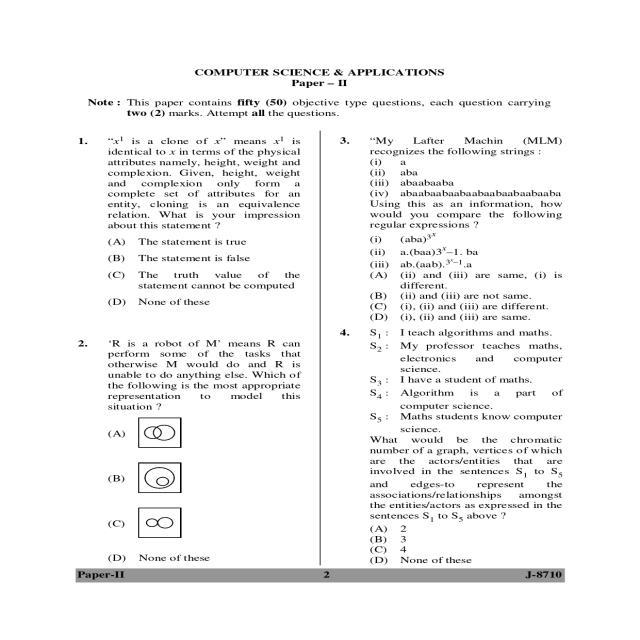 COMPUTER SCIENCE & APPLICATIONS
Paper – II
Note : This paper contains fifty (50) objective type questions, each question carrying
two (2) marks. Attempt all the questions.
1. “x¹ is a clone of x” means x¹ is
identical to x in terms of the physical
attributes namely, height, weight and
complexion. Given, height, weight
and complexion only form a
complete set of attributes for an
entity, cloning is an equivalence
relation. What is your impression
about this statement ?
(A) The statement is true
(B) The statement is false
(C) The truth value of the
statement cannot be computed
(D) None of these
2. ‘R is a robot of M’ means R can
perform some of the tasks that
otherwise M would do and R is
unable to do anything else. Which of
the following is the most appropriate
representation to model this
situation ?
(A)
(B)
(C)
(D) None of these
3. “My Lafter Machin (MLM)
recognizes the following strings :
(i) a
(ii) aba
(iii) abaabaaba
(iv) abaabaabaabaabaabaabaabaaba
Using this as an information, how
would you compare the following
regular expressions ?
(i) (aba)³ˣ
(ii) a.(baa)3ˣ–1. ba
(iii) ab.(aab).³ˣ–¹.a
(A) (ii) and (iii) are same, (i) is
different.
(B) (ii) and (iii) are not same.
(C) (i), (ii) and (iii) are different.
(D) (i), (ii) and (iii) are same.
4. S₁ : I teach algorithms and maths.
S₂ : My professor teaches maths,
electronics and computer
science.
S₃ : I have a student of maths.
S₄ : Algorithm is a part of
computer science.
S₅ : Maths students know computer
science.
What would be the chromatic
number of a graph, vertices of which
are the actors/entities that are
involved in the sentences S₁ to S₅
and edges-to represent the
associations/relationships amongst
the entities/actors as expressed in the
sentences S₁ to S₅ above ?
(A) 2
(B) 3
(C) 4
(D) None of these
Paper-II 2 J-8710